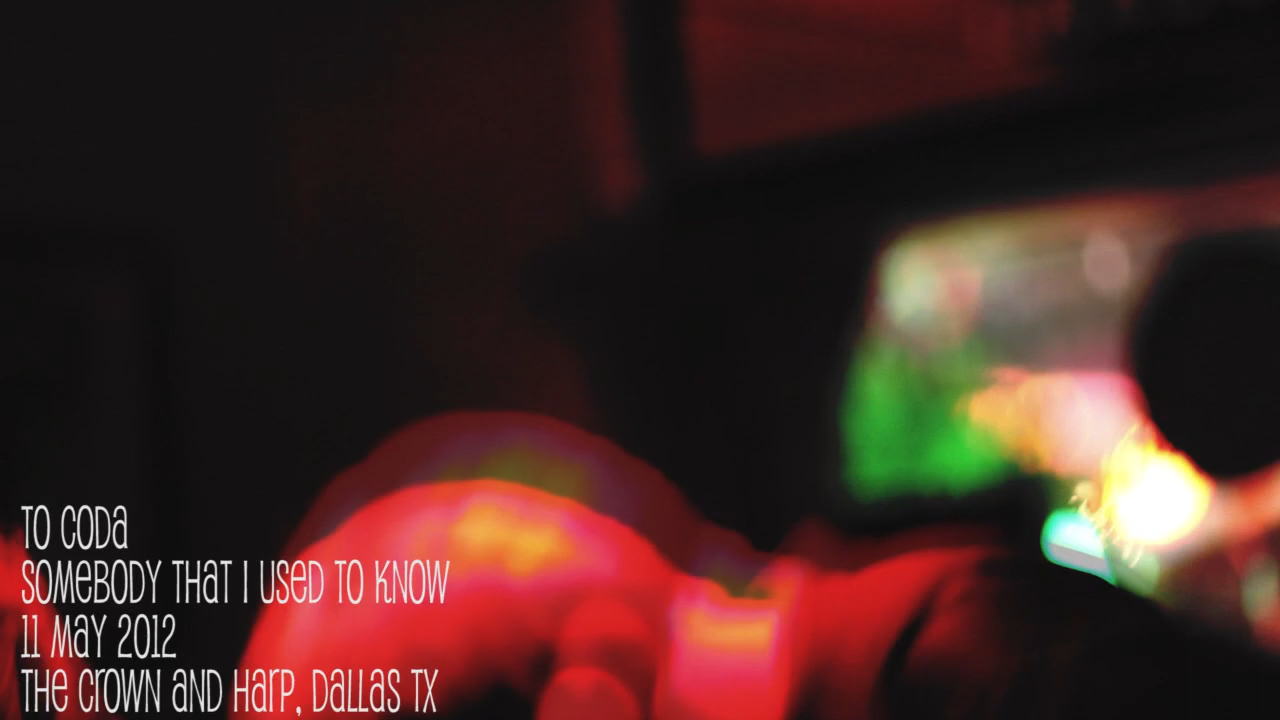 TO CODA
SOMEBODY THAT I USED TO KNOW
11 MAY 2012
THE CROWN AND HARP, DALLAS TX